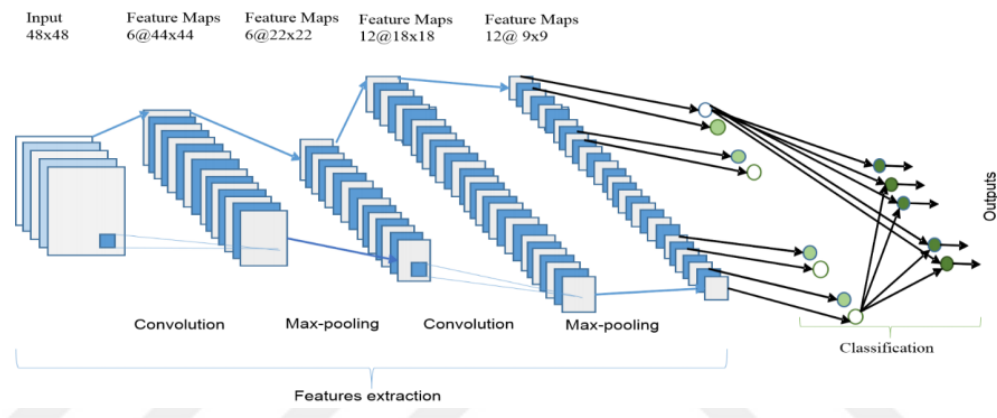 Input
48x48
Feature Maps
6@44x44
Feature Maps
6@22x22
Feature Maps
12@18x18
Feature Maps
12@ 9x9
Outputs
Convolution
Max-pooling
Convolution
Max-pooling
Classification
Features extraction